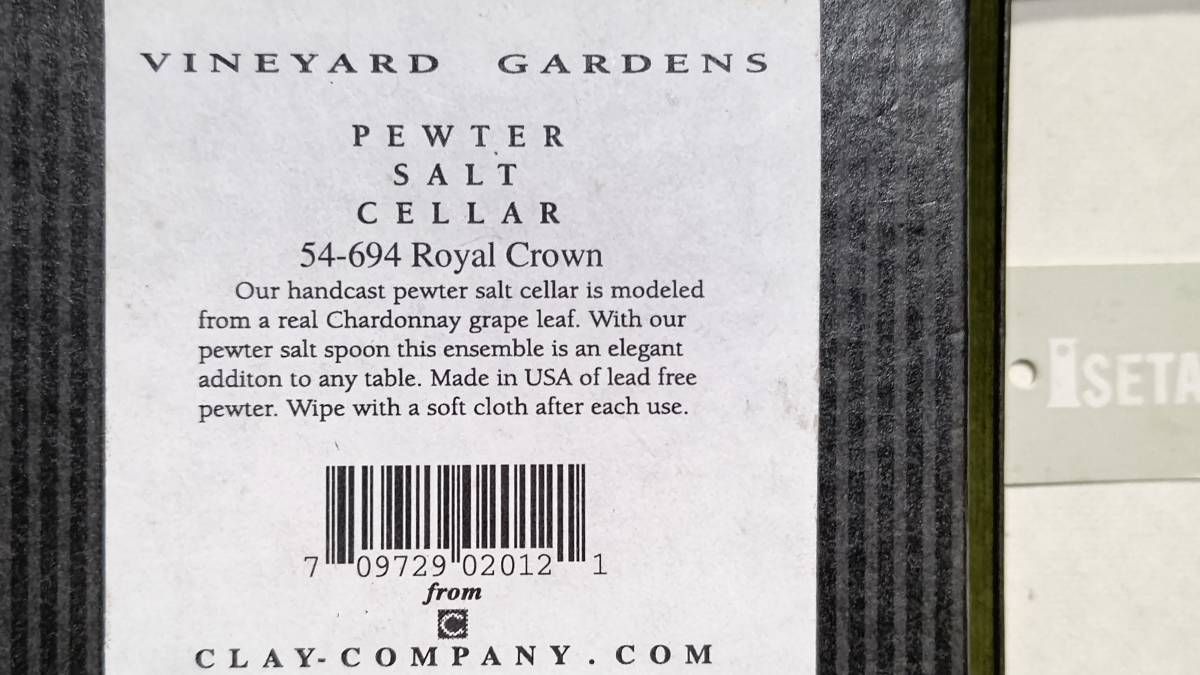 VINEYARD GARDENS
PEWTER
SALT
CELLAR
54-694 Royal Crown
Our handcast pewter salt cellar is modeled
from a real Chardonnay grape leaf. With our
pewter salt spoon this ensemble is an elegant
additon to any table. Made in USA of lead free
pewter. Wipe with a soft cloth after each use.
7 09729 02012 1
from
C
CLAY-COMPANY.COM
ISETA